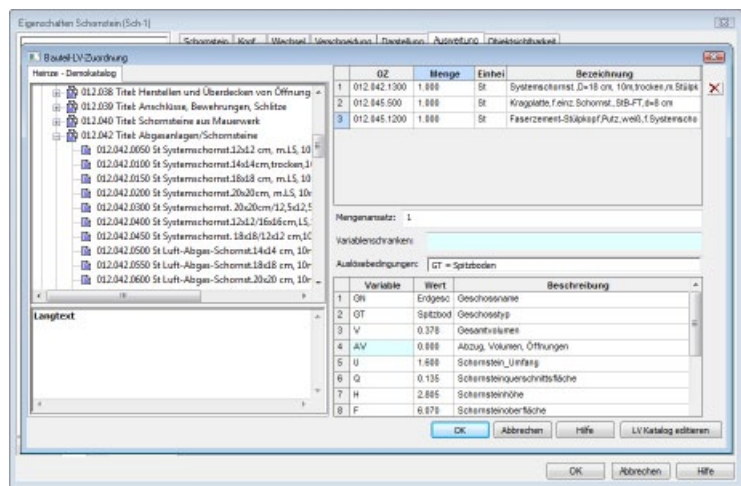 Eigenschaften Schornstein (Sch-1)
Schornstein Kopf Wechsel Verschneidung Darstellung Auswertung Objektsichtbarkeit
Bauteil-LV-Zuordnung
Heinze - Demokatalog
012.038 Titel: Herstellen und Überdecken von Öffnung
012.039 Titel: Anschlüsse, Bewehrungen, Schlitze
012.040 Titel: Schornsteine aus Mauerwerk
012.042 Titel: Abgasanlagen/Schornsteine
012.042.0050 St Systemschornst.12x12 cm, m.LS, 10
012.042.0100 St Systemschornst.14x14cm,trocken,1
012.042.0150 St Systemschornst.18x18 cm, m.LS, 10
012.042.0200 St Systemschornst.20x20cm, m.LS, 10
012.042.0300 St Systemschornst. 20x20cm/12,5x12,5
012.042.0400 St Systemschornst.12x12/16x16cm,LS,
012.042.0450 St Systemschornst. 18x18/12x12 cm,10
012.042.0500 St Luft-Abgas-Schornst.14x14 cm, 10
012.042.0550 St Luft-Abgas-Schornst.18x18 cm, 10
012.042.0600 St Luft-Abgas-Schornst.20x20 cm, 10
Langtext
OZ Menge Einhei Bezeichnung
1 012.042.1300 1.000 St Systemschornst.,D=18 cm, 10m,trocken,m.Stülpk
2 012.045.500 1.000 St Kragplatte,f.einz.Schornst.,StB-FT,d=8 cm
3 012.045.1200 1.000 St Faserzement-Stülpkopf,Putz,weiß,f.Systemscho
Mengenansatz: 1
Variablenschranken:
Auslösebedingungen: GT = Spitzboden
Variable Wert Beschreibung
1 GN Erdgesc Geschossname
2 GT Spitzbod Geschosstyp
3 V 0.378 Gesamtvolumen
4 AV 0.000 Abzug, Volumen, Öffnungen
5 U 1.600 Schornstein_Umfang
6 Q 0.135 Schornsteinquerschnittsfläche
7 H 2.805 Schornsteinhöhe
8 F 6.070 Schornsteinoberfläche
OK Abbrechen Hilfe LV Katalog editieren
OK Abbrechen Hilfe